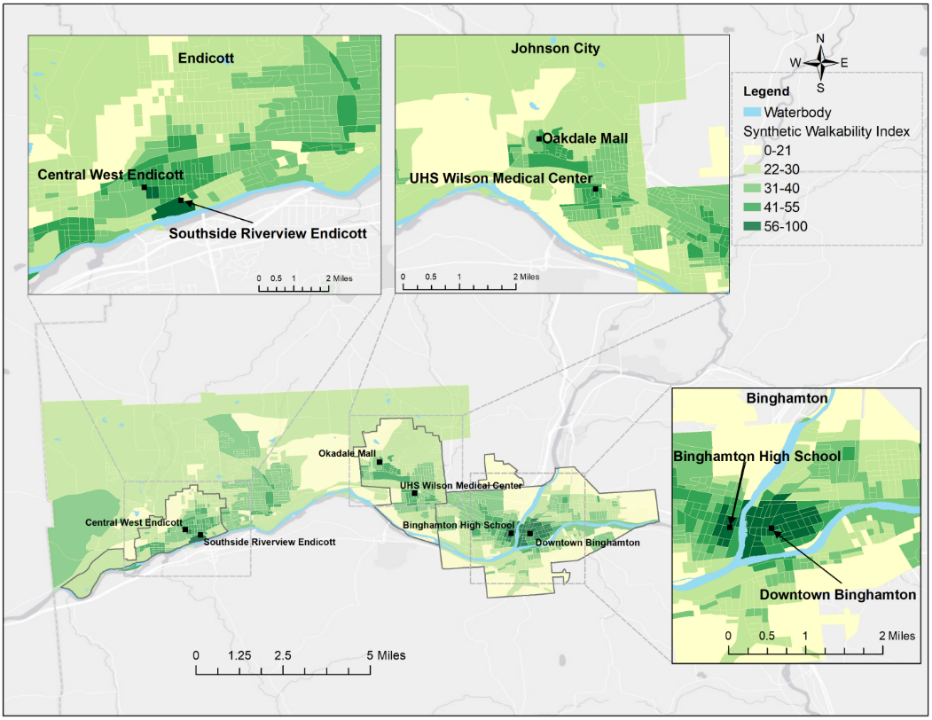 Endicott
Central West Endicott
Southside Riverview Endicott
0 0.5 1 2 Miles
Johnson City
Oakdale Mall
UHS Wilson Medical Center
0 0.5 1 2 Miles
N
W E
S
Legend
Waterbody
Synthetic Walkability Index
0-21
22-30
31-40
41-55
56-100
Okadale Mall
UHS Wilson Medical Center
Central West Endicott
Binghamton High School
Southside Riverview Endicott
Downtown Binghamton
0 1.25 2.5 5 Miles
Binghamton
Binghamton High School
Downtown Binghamton
0 0.5 1 2 Miles